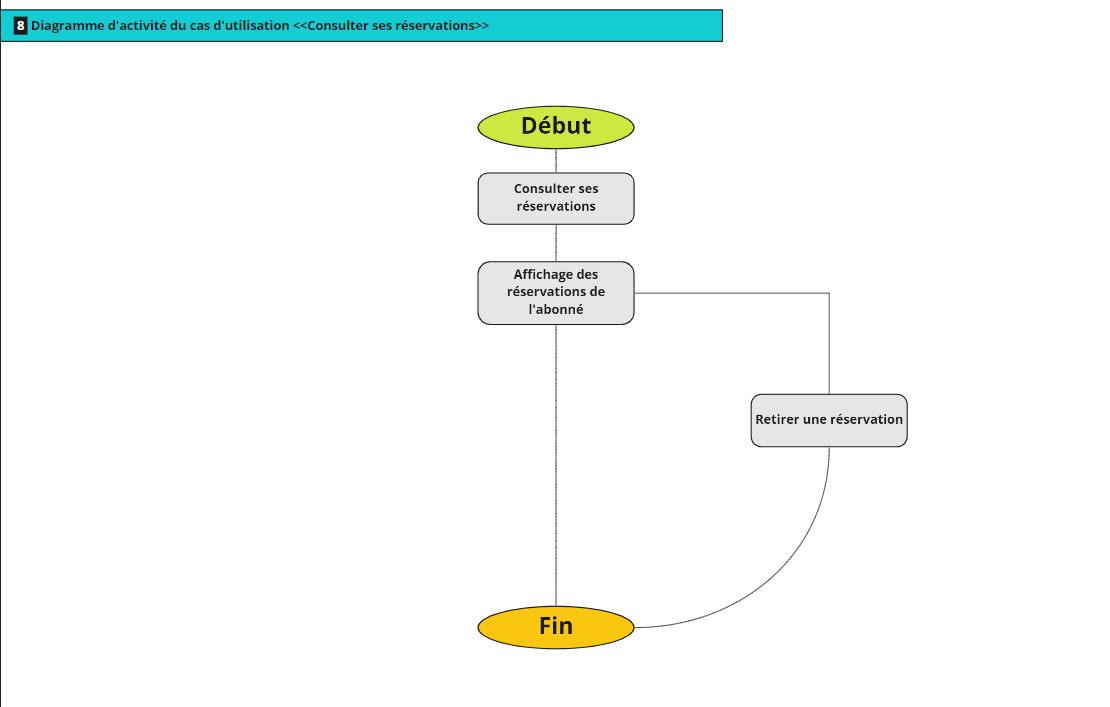 8 Diagramme d'activité du cas d'utilisation <<Consulter ses réservations>>
Début
Consulter ses
réservations
Affichage des
réservations de
l'abonné
Retirer une réservation
Fin